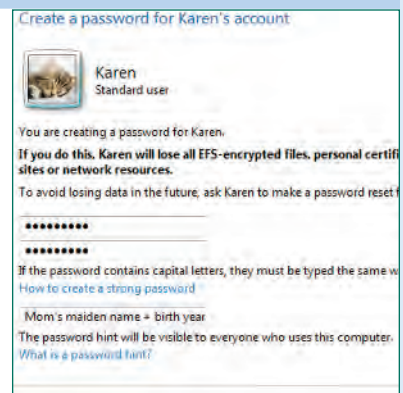 Create a password for Karen's account
Karen
Standard user
You are creating a password for Karen.
If you do this, Karen will lose all EFS-encrypted files, personal certifi
sites or network resources.
To avoid losing data in the future, ask Karen to make a password reset f
●●●●●●●●●
●●●●●●●●●
If the password contains capital letters, they must be typed the same w
How to create a strong password
Mom's maiden name + birth year
The password hint will be visible to everyone who uses this computer.
What is a password hint?